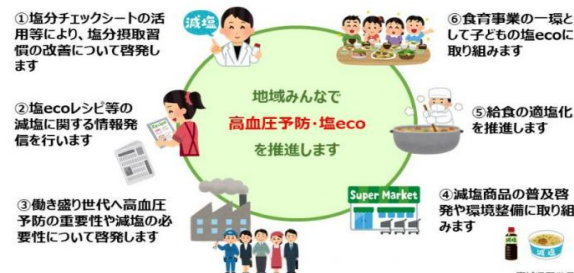 ①塩分チェックシートの活
用等により、塩分摂取習
慣の改善について啓発し
ます
減塩
⑥食育事業の一環と
して子どもの塩ecoに
取り組みます
地域みんなで
高血圧予防・塩eco
を推進します
②塩ecoレシピ等の
減塩に関する情報発
信を行います
⑤給食の適塩化
を推進します
③働き盛り世代へ高血圧
予防の重要性や減塩の必
要性について啓発します
Super Market
④減塩商品の普及啓
発や環境整備に取り組
みます
減塩
減塩